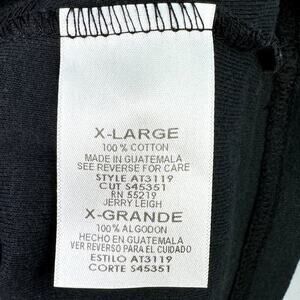 X-LARGE
100% COTTON
MADE IN GUATEMALA
SEE REVERSE FOR CARE
STYLE AT3119
CUT S45351
RN 55219
JERRY LEIGH
X-GRANDE
100% ALGODON
HECHO EN GUATEMALA
VER REVERSO PARA EL CUIDADO
ESTILO AT3119
CORTE S45351